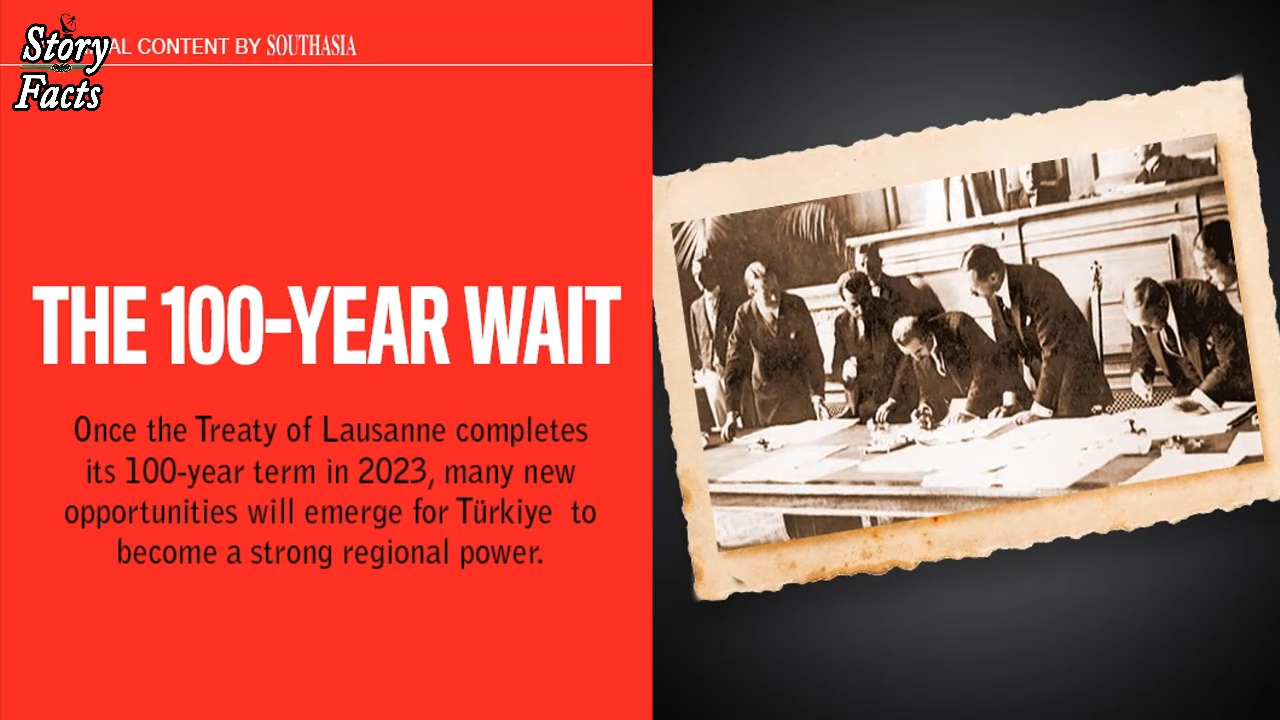 Story
Facts
AL CONTENT BY SOUTHASIA
THE 100-YEAR WAIT
Once the Treaty of Lausanne completes
its 100-year term in 2023, many new
opportunities will emerge for Türkiye to
become a strong regional power.